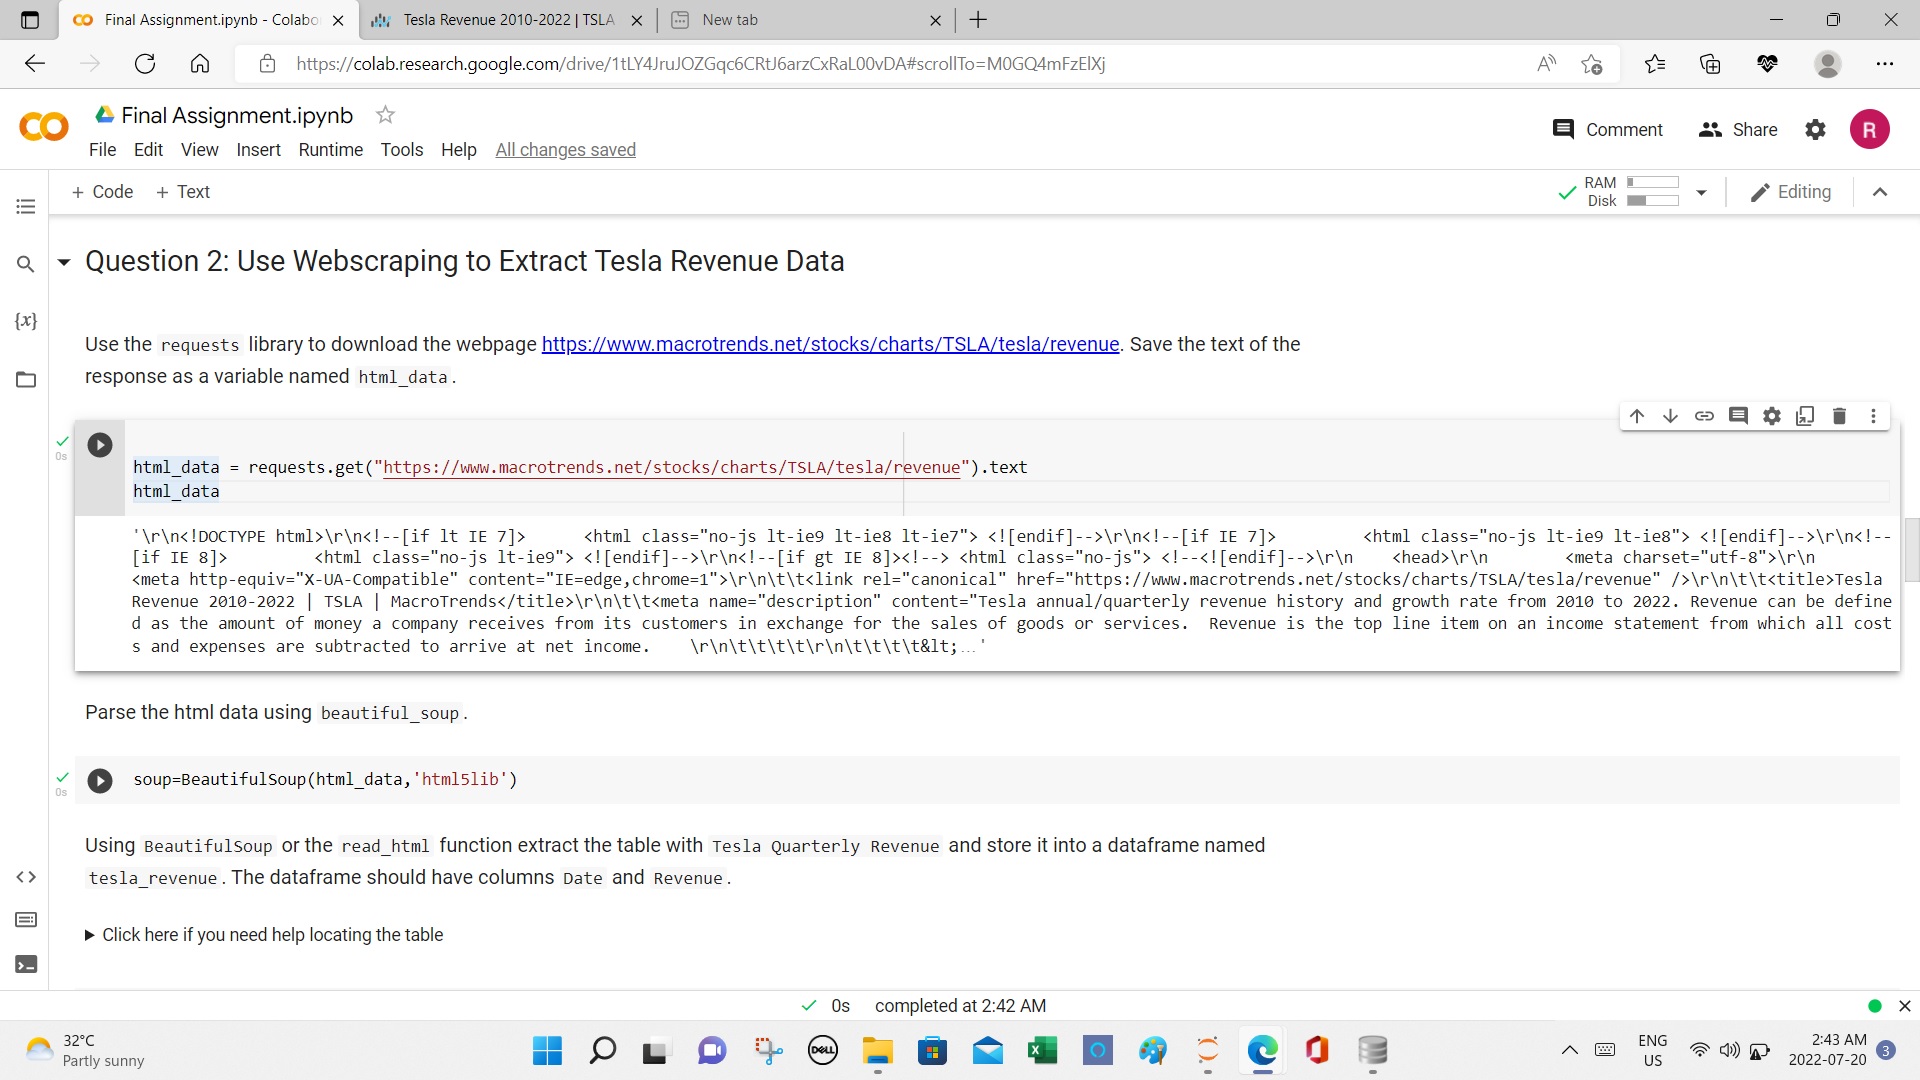 Final Assignment.ipynb - Colabo
Tesla Revenue 2010-2022 | TSLA
New tab
https://colab.research.google.com/drive/1tLY4JruJOZGqc6CRtJ6arzCxRaL00vDA#scrollTo=M0GQ4mFzElXj
Final Assignment.ipynb
Comment
Share
R
File Edit View Insert Runtime Tools Help All changes saved
+ Code + Text
RAM
Disk
Editing
Question 2: Use Webscraping to Extract Tesla Revenue Data
{x}
Use the requests library to download the webpage https://www.macrotrends.net/stocks/charts/TSLA/tesla/revenue. Save the text of the
response as a variable named html_data.
0s
html_data = requests.get("https://www.macrotrends.net/stocks/charts/TSLA/tesla/revenue").text
html_data
'\r\n<!DOCTYPE html>\r\n<!--[if lt IE 7]>      <html class="no-js lt-ie9 lt-ie8 lt-ie7"> <![endif]-->\r\n<!--[if IE 7]>         <html class="no-js lt-ie9 lt-ie8"> <![endif]-->\r\n<!--
[if IE 8]>         <html class="no-js lt-ie9"> <![endif]-->\r\n<!--[if gt IE 8]><!--> <html class="no-js"> <!--<![endif]-->\r\n    <head>\r\n        <meta charset="utf-8">\r\n
<meta http-equiv="X-UA-Compatible" content="IE=edge,chrome=1">\r\n\t\t<link rel="canonical" href="https://www.macrotrends.net/stocks/charts/TSLA/tesla/revenue" />\r\n\t\t<title>Tesla
Revenue 2010-2022 | TSLA | MacroTrends</title>\r\n\t\t<meta name="description" content="Tesla annual/quarterly revenue history and growth rate from 2010 to 2022. Revenue can be define
d as the amount of money a company receives from its customers in exchange for the sales of goods or services.  Revenue is the top line item on an income statement from which all cost
s and expenses are subtracted to arrive at net income.    \r\n\t\t\t\t\r\n\t\t\t\t&lt;...'
Parse the html data using beautiful_soup.
0s
soup=BeautifulSoup(html_data,'html5lib')
Using BeautifulSoup or the read_html function extract the table with Tesla Quarterly Revenue and store it into a dataframe named
tesla_revenue. The dataframe should have columns Date and Revenue.
Click here if you need help locating the table
0s completed at 2:42 AM
32°C
Partly sunny
DELL
ENG
US
2:43 AM
2022-07-20
3